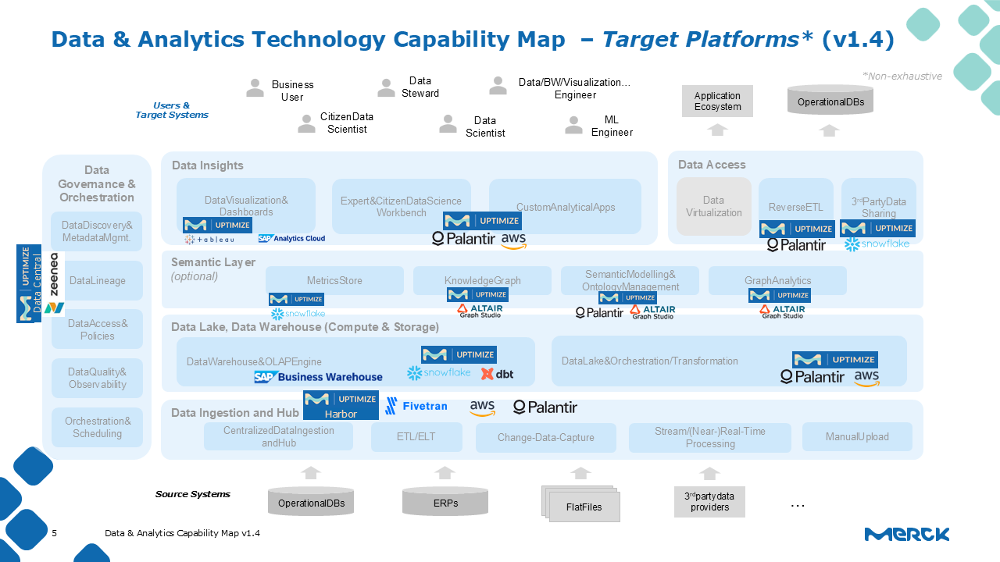 Data & Analytics Technology Capability Map – Target Platforms* (v1.4)
*Non-exhaustive
Users &
Target Systems
Business
User
Data
Steward
Data/BW/Visualization…
Engineer
CitizenData
Scientist
Data
Scientist
ML
Engineer
Application
Ecosystem
OperationalDBs
Data
Governance &
Orchestration
DataDiscovery&
MetadataMgmt.
DataLineage
DataAccess&
Policies
DataQuality&
Observability
Orchestration&
Scheduling
UPTIMIZE
Data Central
zeenea
Data Insights
DataVisualization&
Dashboards
UPTIMIZE
+ableau
SAP Analytics Cloud
Expert&CitizenDataScience
Workbench
UPTIMIZE
Palantir
aws
CustomAnalyticalApps
Data Access
Data
Virtualization
ReverseETL
UPTIMIZE
Palantir
3rdPartyData
Sharing
UPTIMIZE
snowflake
Semantic Layer
(optional)
MetricsStore
UPTIMIZE
snowflake
KnowledgeGraph
UPTIMIZE
ALTAIR
Graph Studio
SemanticModelling&
OntologyManagement
UPTIMIZE
Palantir
ALTAIR
Graph Studio
GraphAnalytics
UPTIMIZE
ALTAIR
Graph Studio
Data Lake, Data Warehouse (Compute & Storage)
DataWarehouse&OLAPEngine
SAP Business Warehouse
UPTIMIZE
snowflake
dbt
DataLake&Orchestration/Transformation
UPTIMIZE
Palantir
aws
Data Ingestion and Hub
UPTIMIZE
Harbor
Fivetran
aws
Palantir
CentralizedDataIngestion
andHub
ETL/ELT
Change-Data-Capture
Stream/(Near-)Real-Time
Processing
ManualUpload
Source Systems
OperationalDBs
ERPs
FlatFiles
3rdpartydata
providers
…
5
Data & Analytics Capability Map v1.4
MERCK